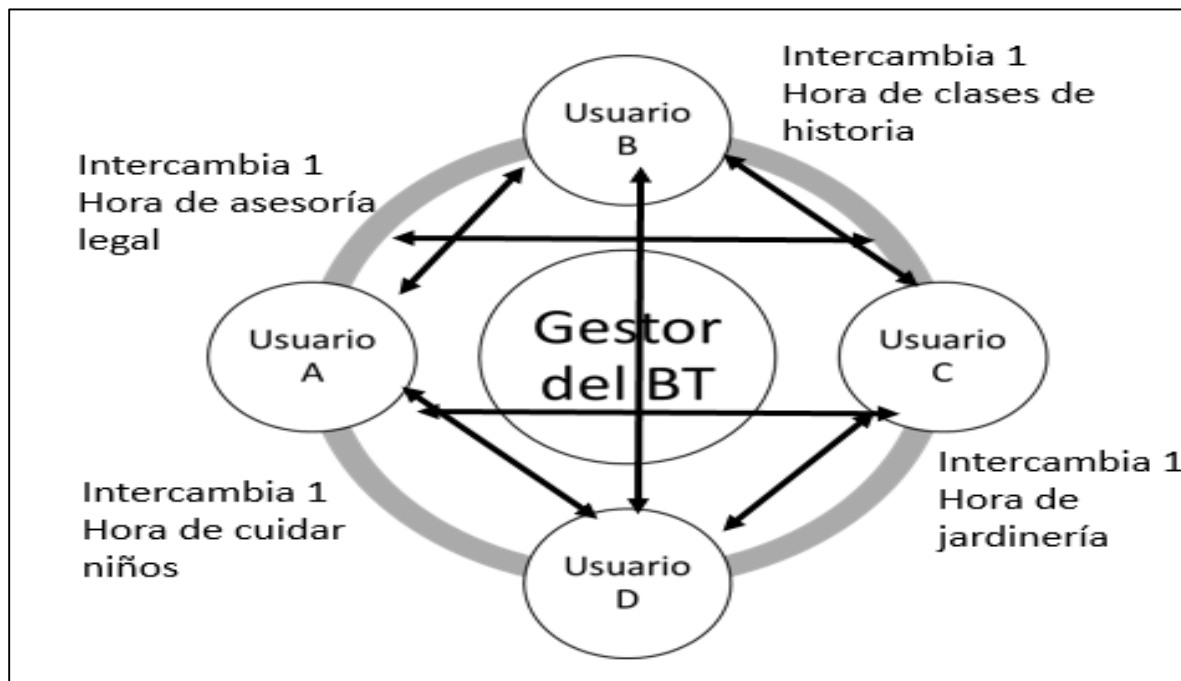 Intercambia 1
Hora de clases de
historia
Usuario
B
Intercambia 1
Hora de asesoría
legal
Usuario
A
Gestor
del BT
Usuario
C
Intercambia 1
Hora de cuidar
niños
Intercambia 1
Hora de
jardinería
Usuario
D